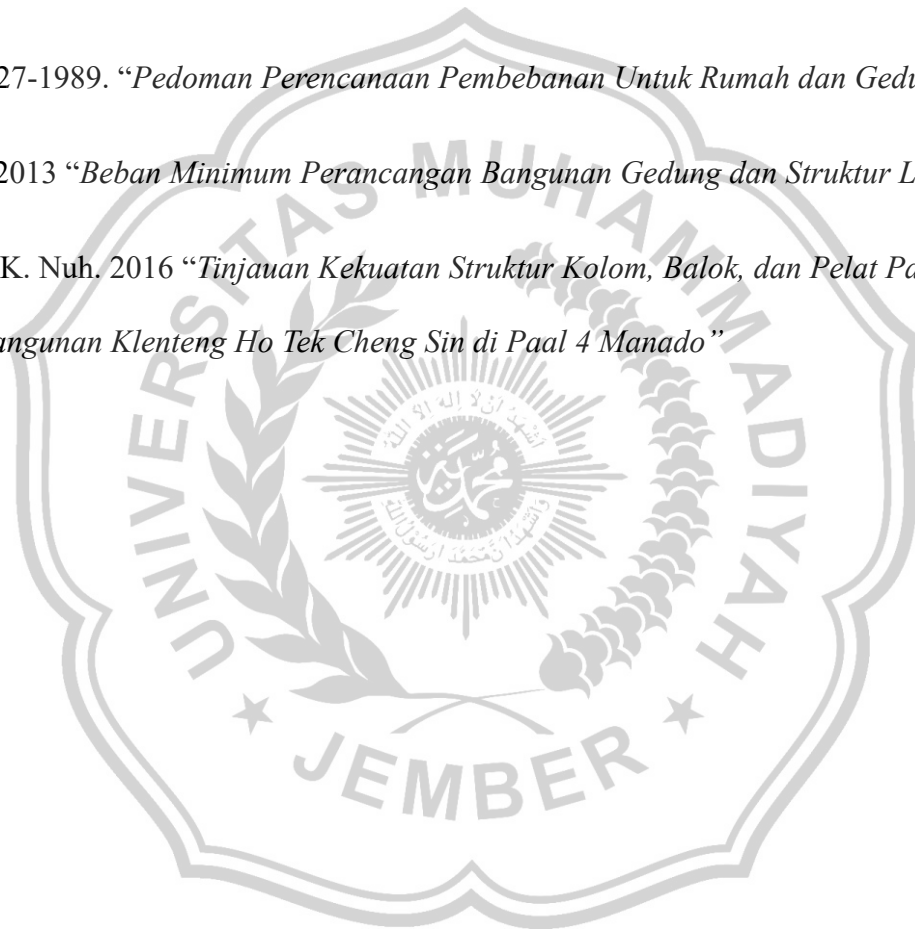 27-1989. “Pedoman Perencanaan Pembebanan Untuk Rumah dan Gedu
2013 “Beban Minimum Perancangan Bangunan Gedung dan Struktur L
K. Nuh. 2016 “Tinjauan Kekuatan Struktur Kolom, Balok, dan Pelat Pa
angunan Klenteng Ho Tek Cheng Sin di Paal 4 Manado”
UNIVERSITAS MUHAMMADIYAH
JEMBER